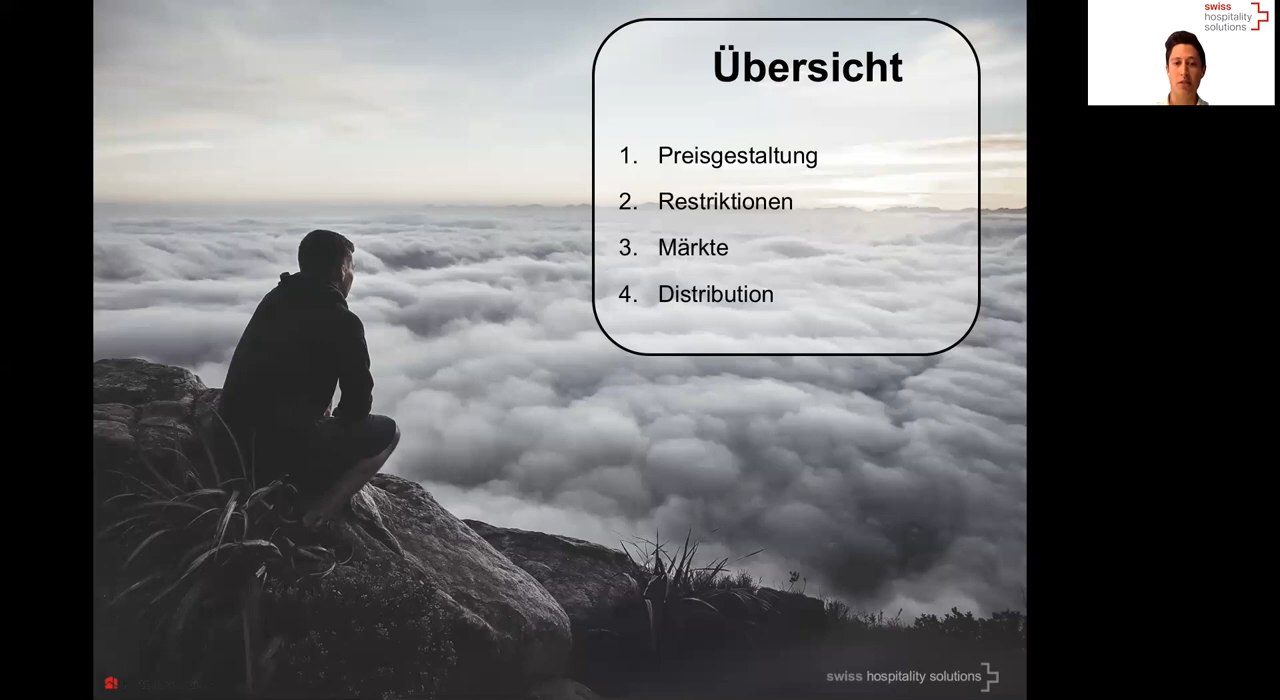 Übersicht
1. Preisgestaltung
2. Restriktionen
3. Märkte
4. Distribution
swiss hospitality solutions
swiss
hospitality
solutions